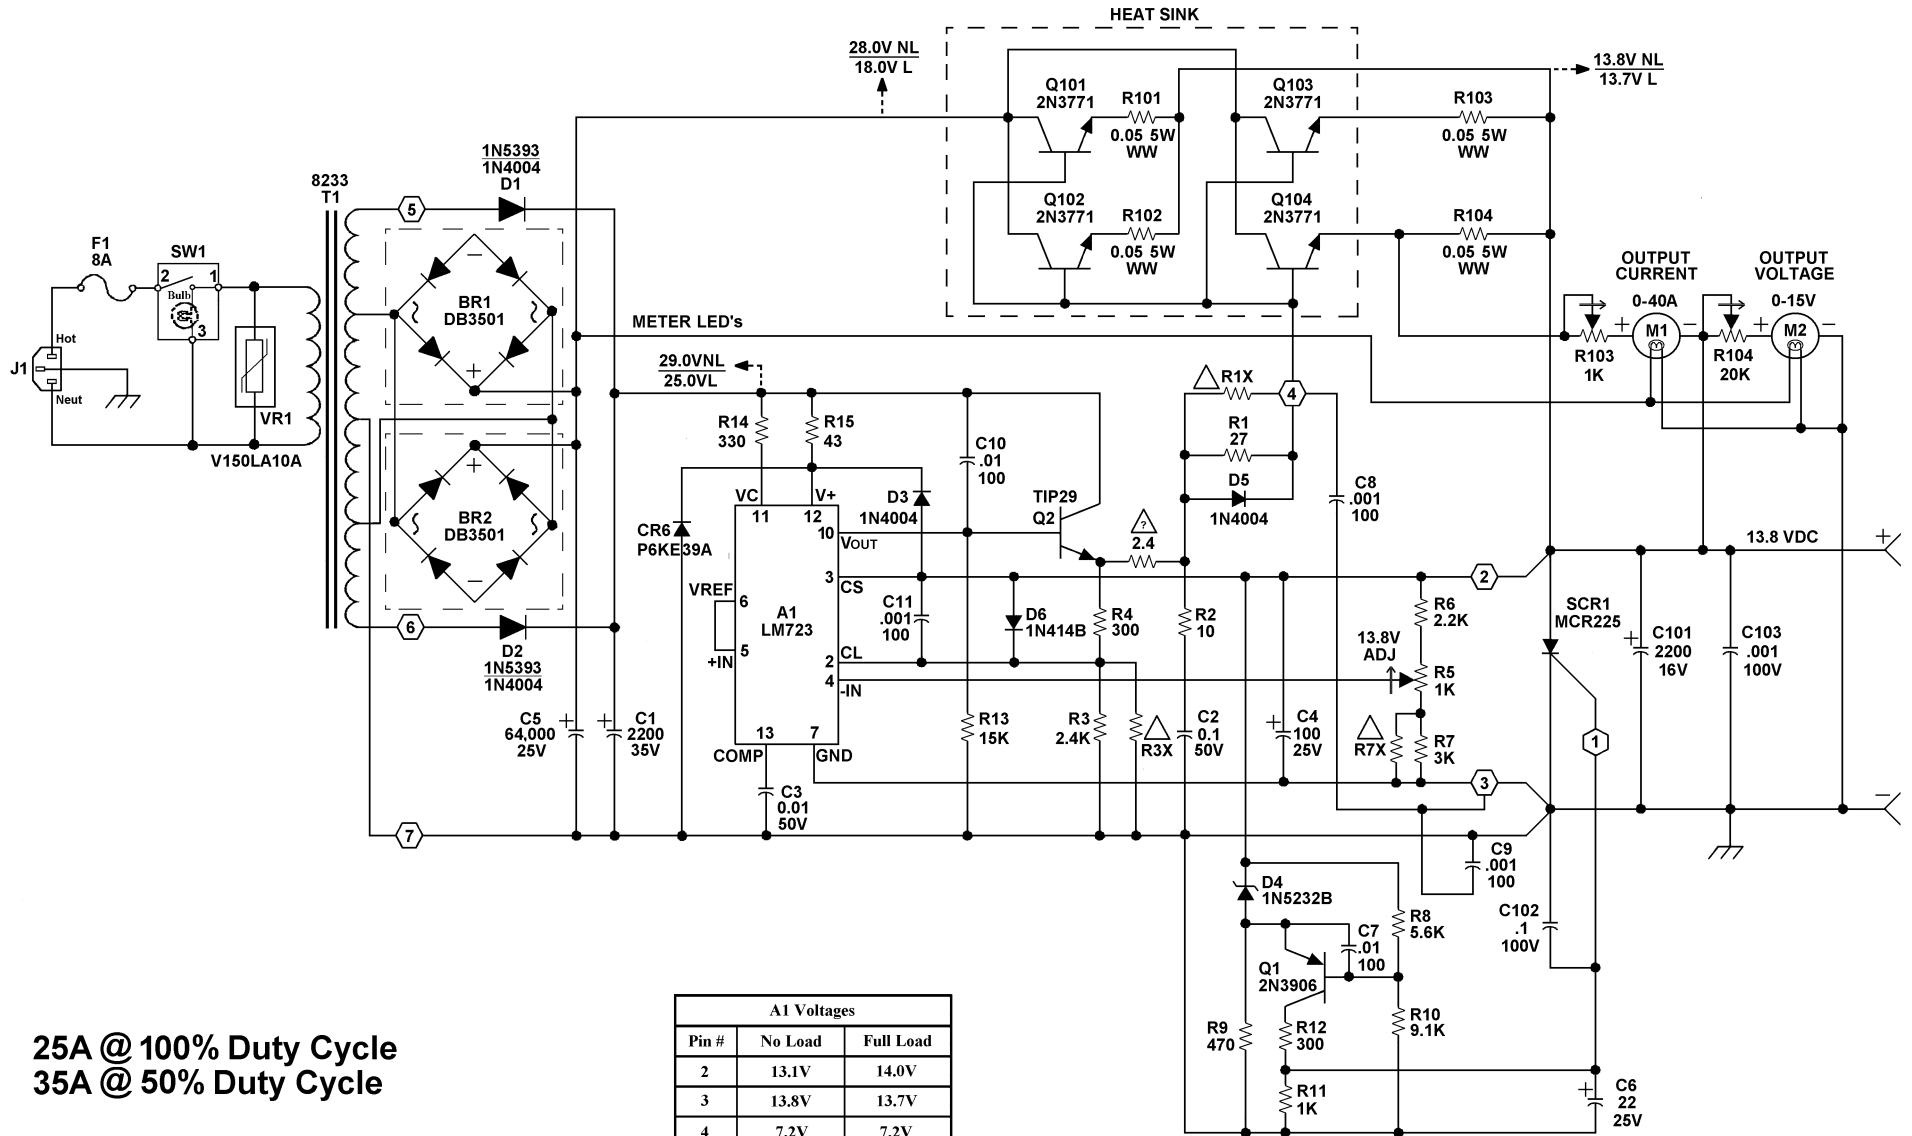 HEAT SINK
28.0V NL
18.0V L
13.8V NL
13.7V L
Q101
2N3771
R101
0.05 5W
WW
Q103
2N3771
R103
0.05 5W
WW
Q102
2N3771
R102
0.05 5W
WW
Q104
2N3771
R104
0.05 5W
WW
1N5393
1N4004
D1
8233
T1
5
F1
8A
SW1
2
1
Bulb
3
Hot
J1
Neut
VR1
V150LA10A
BR1
DB3501
+
−
METER LED's
OUTPUT
CURRENT
0-40A
OUTPUT
VOLTAGE
0-15V
+
M1
−
+
M2
−
R103
1K
R104
20K
29.0VNL
25.0VL
R14
330
R15
43
C10
.01
100
R1X
4
R1
27
D5
1N4004
C8
.001
100
BR2
DB3501
+
−
6
D2
1N5393
1N4004
VC
11
V+
12
D3
1N4004
CR6
P6KE39A
10
VOUT
TIP29
Q2
?
2.4
3
CS
VREF
6
5
+IN
A1
LM723
C11
.001
100
D6
1N414B
R4
300
R2
10
2
CL
4
-IN
13
COMP
7
GND
13.8V
ADJ
R6
2.2K
R5
1K
2
13.8 VDC
+
SCR1
MCR225
+
C101
2200
16V
C103
.001
100V
C5
64,000
25V
+
C1
2200
35V
+
C3
0.01
50V
R13
15K
R3
2.4K
R3X
C2
0.1
50V
+
C4
100
25V
R7X
R7
3K
1
3
−
7
C9
.001
100
D4
1N5232B
C7
.01
100
R8
5.6K
C102
.1
100V
Q1
2N3906
R9
470
R12
300
R10
9.1K
R11
1K
+
C6
22
25V
25A @ 100% Duty Cycle
35A @ 50% Duty Cycle
A1 Voltages
Pin # No Load Full Load
2 13.1V 14.0V
3 13.8V 13.7V
4 7.2V 7.2V